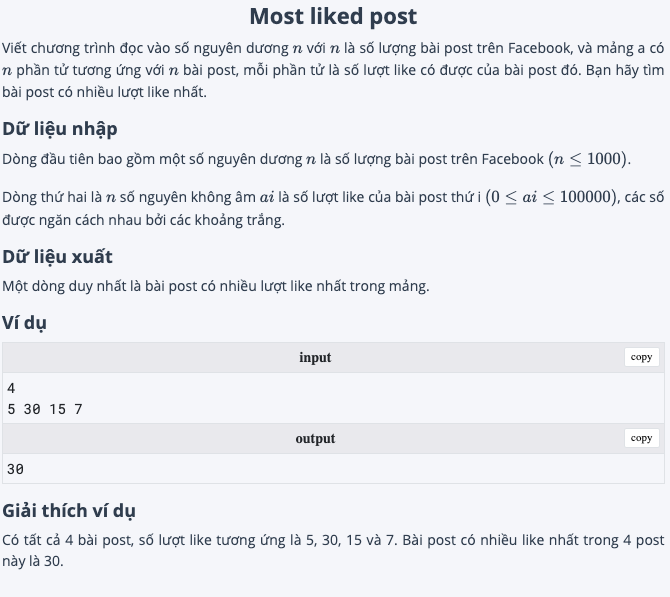 Most liked post
Viết chương trình đọc vào số nguyên dương n với n là số lượng bài post trên Facebook, và mảng a có
n phần tử tương ứng với n bài post, mỗi phần tử là số lượt like có được của bài post đó. Bạn hãy tìm
bài post có nhiều lượt like nhất.
Dữ liệu nhập
Dòng đầu tiên bao gồm một số nguyên dương n là số lượng bài post trên Facebook (n ≤ 1000).
Dòng thứ hai là n số nguyên không âm ai là số lượt like của bài post thứ i (0 ≤ ai ≤ 100000), các số
được ngăn cách nhau bởi các khoảng trắng.
Dữ liệu xuất
Một dòng duy nhất là bài post có nhiều lượt like nhất trong mảng.
Ví dụ
input copy
4
5 30 15 7
output copy
30
Giải thích ví dụ
Có tất cả 4 bài post, số lượt like tương ứng là 5, 30, 15 và 7. Bài post có nhiều like nhất trong 4 post
này là 30.